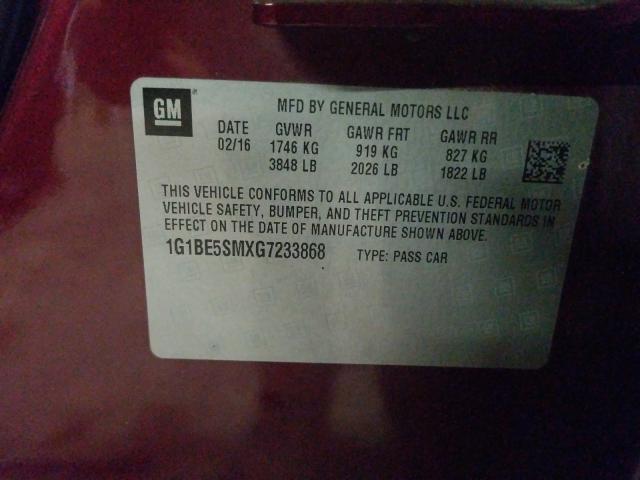 GM
MFD BY GENERAL MOTORS LLC
DATE GVWR GAWR FRT GAWR RR
02/16 1746 KG 919 KG 827 KG
3848 LB 2026 LB 1822 LB
THIS VEHICLE CONFORMS TO ALL APPLICABLE U.S. FEDERAL MOTOR
VEHICLE SAFETY, BUMPER, AND THEFT PREVENTION STANDARDS IN
EFFECT ON THE DATE OF MANUFACTURE SHOWN ABOVE.
1G1BE5SMXG7233868 TYPE: PASS CAR